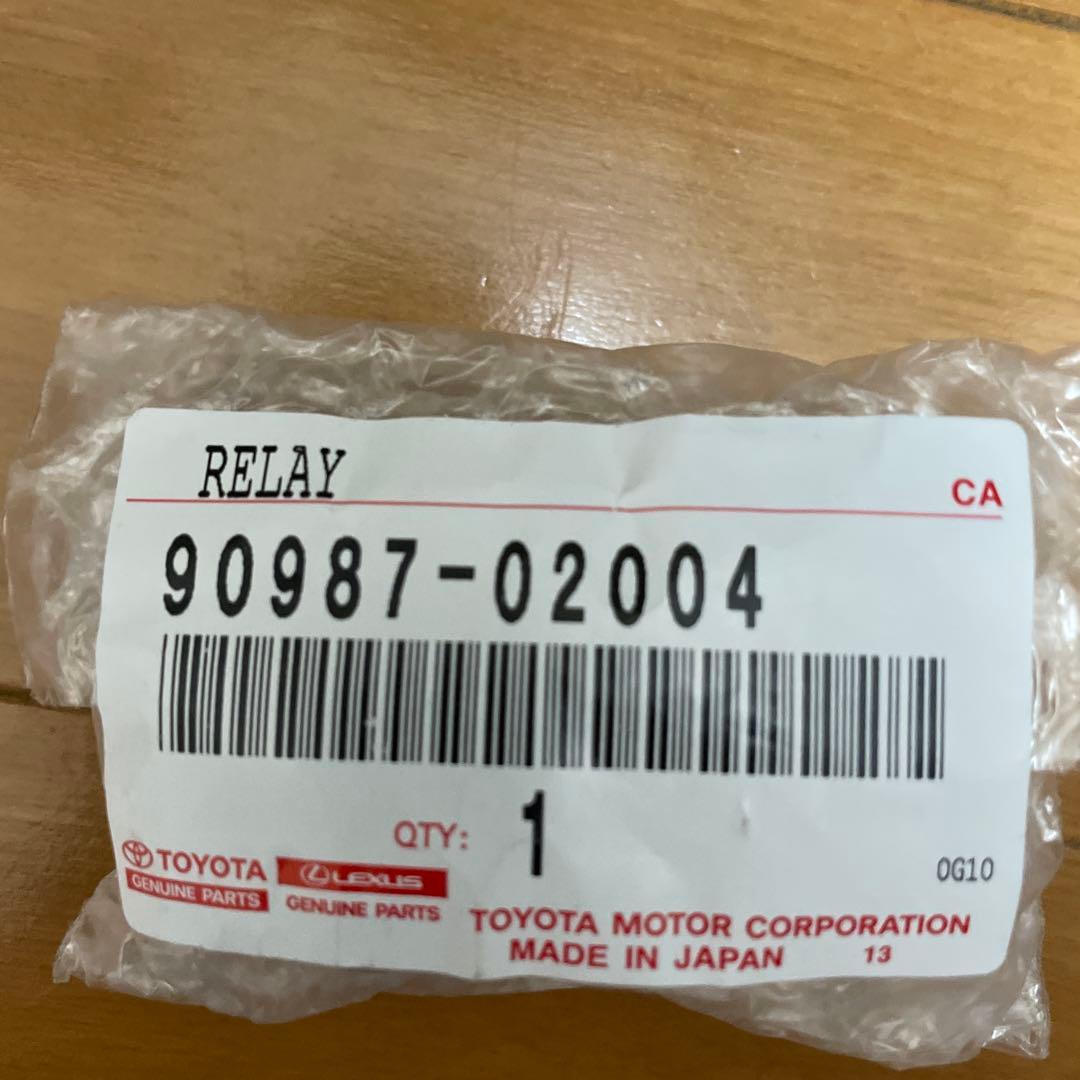 RELAY
CA
90987-02004
QTY: 1
0G10
TOYOTA
GENUINE PARTS
LEXUS
GENUINE PARTS
TOYOTA MOTOR CORPORATION
MADE IN JAPAN 13